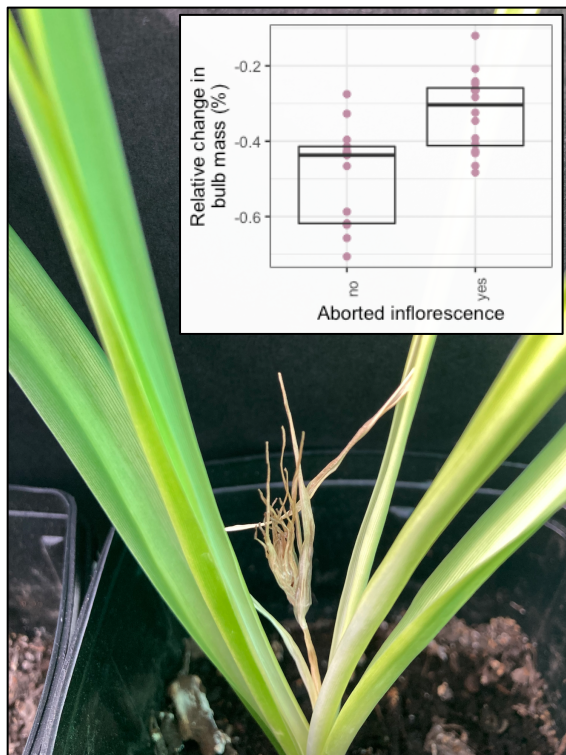 Relative change in
bulb mass (%)
-0.2
-0.4
-0.6
no
yes
Aborted inflorescence